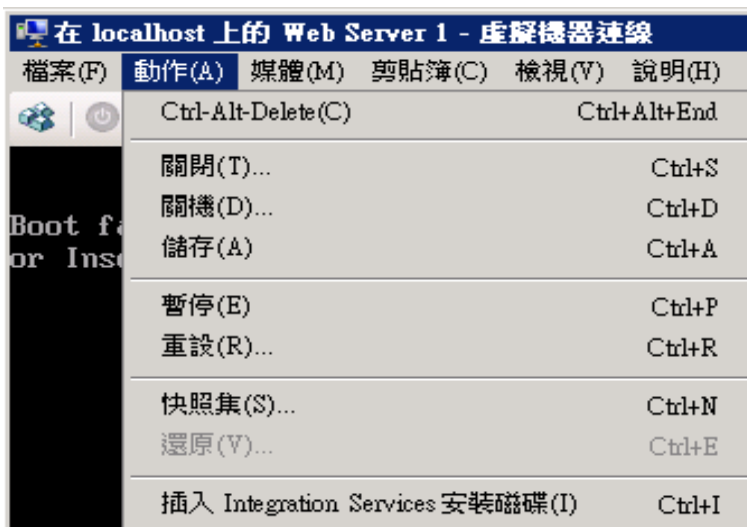 在 localhost 上的 Web Server 1 - 虛擬機器連線
檔案(F) 動作(A) 媒體(M) 剪貼簿(C) 檢視(V) 說明(H)
Ctrl-Alt-Delete(C) Ctrl+Alt+End
關閉(T)... Ctrl+S
關機(D)... Ctrl+D
Boot
儲存(A) Ctrl+A
or
暫停(E) Ctrl+P
重設(R)... Ctrl+R
快照集(S)... Ctrl+N
還原(V)... Ctrl+E
插入 Integration Services 安裝磁碟(I) Ctrl+I